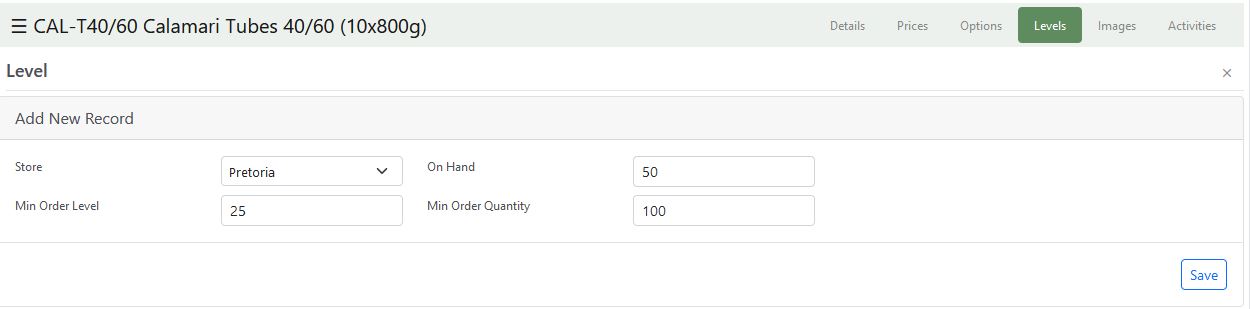 ☰ CAL-T40/60 Calamari Tubes 40/60 (10x800g) Details Prices Options Levels Images Activities
Level ×
Add New Record
Store Pretoria On Hand 50
Min Order Level 25 Min Order Quantity 100
Save